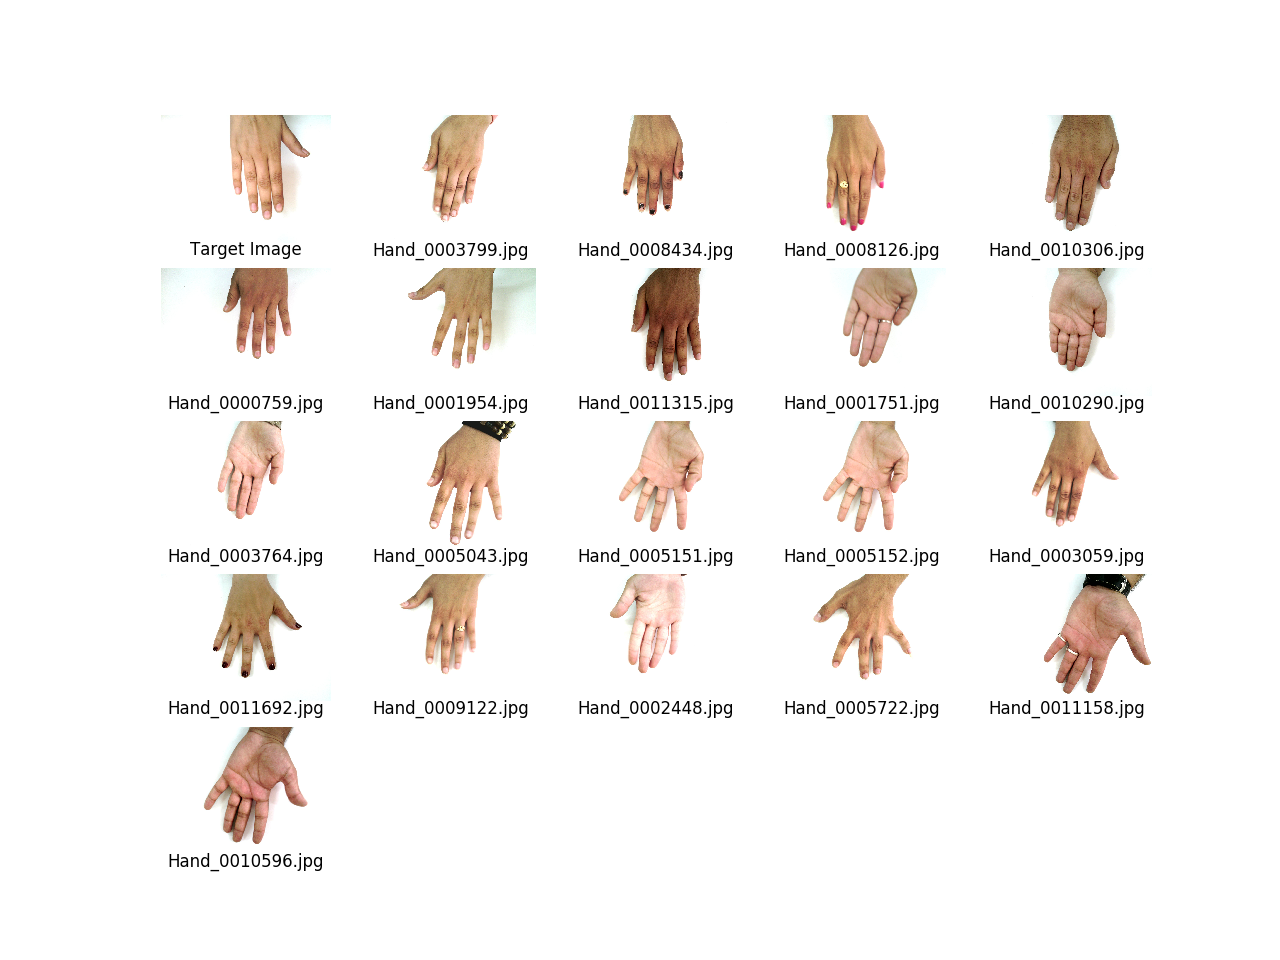 Target Image
Hand_0003799.jpg
Hand_0008434.jpg
Hand_0008126.jpg
Hand_0010306.jpg
Hand_0000759.jpg
Hand_0001954.jpg
Hand_0011315.jpg
Hand_0001751.jpg
Hand_0010290.jpg
Hand_0003764.jpg
Hand_0005043.jpg
Hand_0005151.jpg
Hand_0005152.jpg
Hand_0003059.jpg
Hand_0011692.jpg
Hand_0009122.jpg
Hand_0002448.jpg
Hand_0005722.jpg
Hand_0011158.jpg
Hand_0010596.jpg